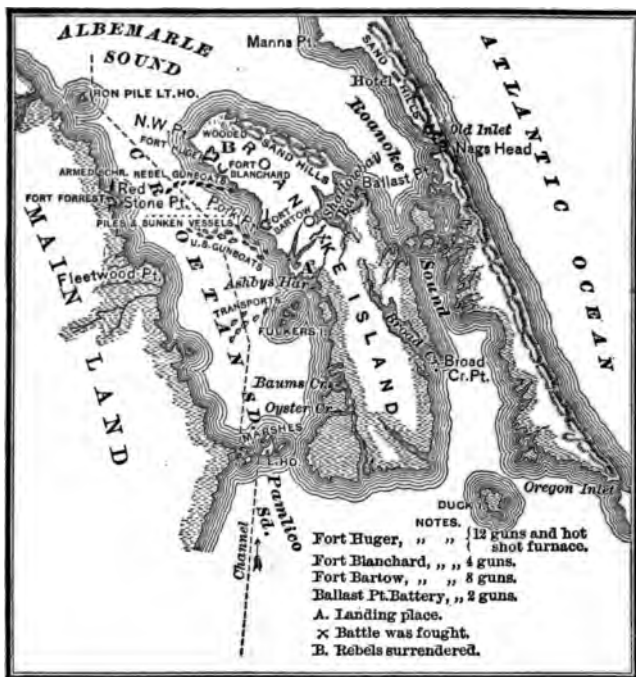 ALBEMARLE
SOUND
Manns Pt.
Hotel
SAND HILLS
ATLANTIC
OCEAN
IRON PILE LT. HO.
N.W. Pt.
WOODED
SAND HILLS
Roanoke
Sound
Old Inlet
Nags Head
FORT HUGER
B
FORT
BLANCHARD
ROANOKE
ISLAND
Shallowbag
Bay
Ballast Pt.
ARMED SCHR.
REBEL GUNBOATS
FORT FORREST
Red
Stone Pt.
Pork Pt.
FORT
BARTOW
PILES & SUNKEN VESSELS
U.S. GUNBOATS
CROETAN SD.
MAIN LAND
Fleetwood Pt.
Ashbys Har.
A
TRANSPORTS
FULKERS I.
Broad Cr.
Broad
Cr. Pt.
Baums Cr.
Oyster Cr.
MARSHES
L. HO.
Pamlico
Sd.
Channel
Oregon Inlet
DUCK I.
NOTES.
Fort Huger, „ „ {12 guns and hot
shot furnace.
Fort Blanchard, „ „ 4 guns.
Fort Bartow, „ „ 8 guns.
Ballast Pt. Battery, „ 2 guns.
A. Landing place.
× Battle was fought.
B. Rebels surrendered.